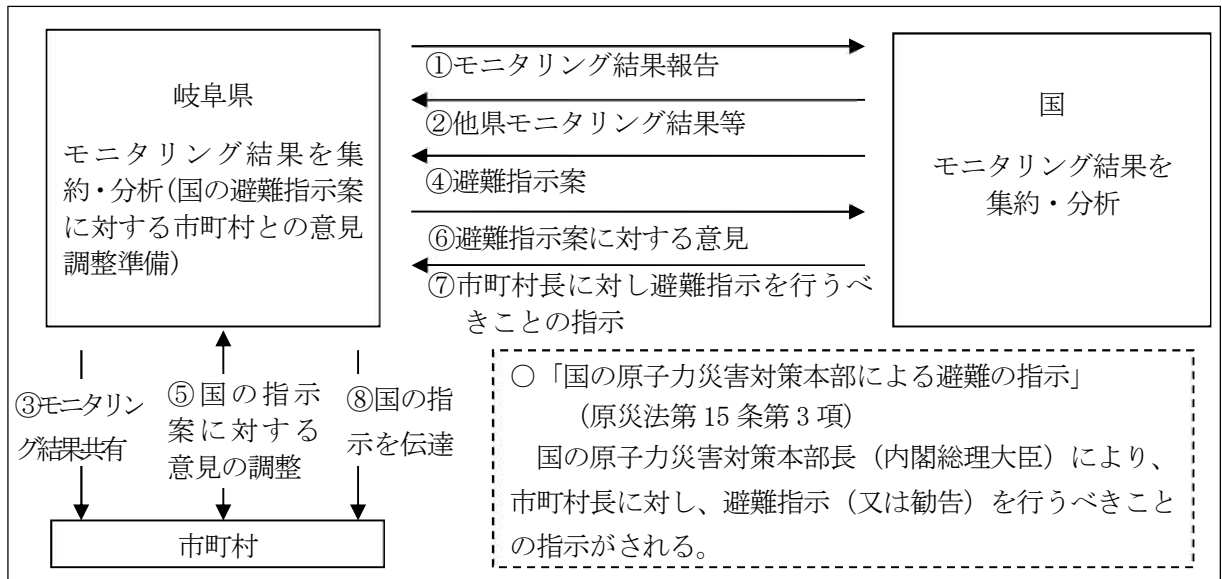 岐阜県
モニタリング結果を集
約・分析(国の避難指示案
に対する市町村との意見
調整準備)
①モニタリング結果報告
②他県モニタリング結果等
④避難指示案
⑥避難指示案に対する意見
⑦市町村長に対し避難指示を行うべ
きことの指示
国
モニタリング結果を
集約・分析
③モニタリン
グ結果共有
⑤国の指示
案に対する
意見の調整
⑧国の指
示を伝達
市町村
○「国の原子力災害対策本部による避難の指示」
(原災法第 15 条第 3 項)
国の原子力災害対策本部長(内閣総理大臣)により、
市町村長に対し、避難指示(又は勧告)を行うべきこと
の指示がされる。